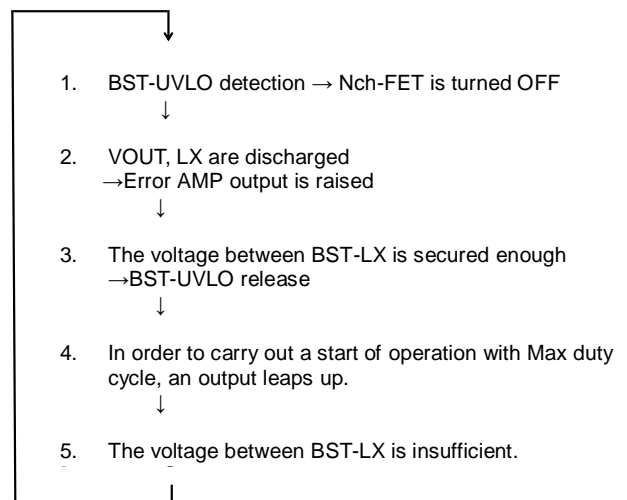 1. BST-UVLO detection → Nch-FET is turned OFF
↓
2. VOUT, LX are discharged
→Error AMP output is raised
↓
3. The voltage between BST-LX is secured enough
→BST-UVLO release
↓
4. In order to carry out a start of operation with Max duty
cycle, an output leaps up.
↓
5. The voltage between BST-LX is insufficient.